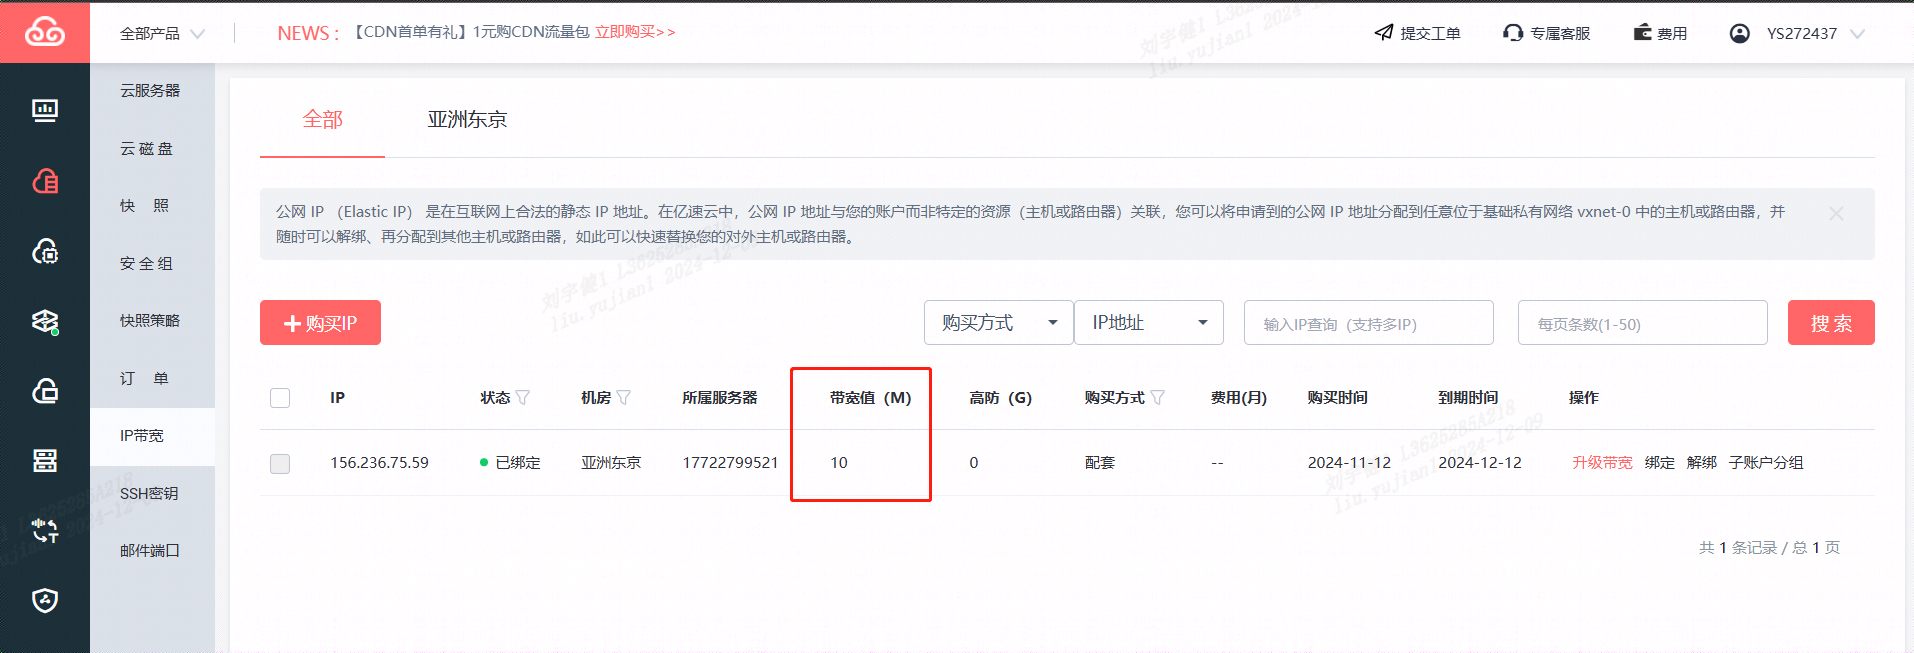 全部产品
NEWS：
【CDN首单有礼】1元购CDN流量包 立即购买>>
提交工单
专属客服
费用
YS272437
云服务器
云磁盘
快 照
安全组
快照策略
订 单
IP带宽
SSH密钥
邮件端口
全部
亚洲东京
公网 IP （Elastic IP） 是在互联网上合法的静态 IP 地址。在亿速云中，公网 IP 地址与您的账户而非特定的资源（主机或路由器）关联，您可以将申请到的公网 IP 地址分配到任意位于基础私有网络 vxnet-0 中的主机或路由器，并
随时可以解绑、再分配到其他主机或路由器，如此可以快速替换您的对外主机或路由器。
购买IP
购买方式
IP地址
输入IP查询（支持多IP）
每页条数(1-50)
搜 索
IP 状态 机房 所属服务器 带宽值（M） 高防（G） 购买方式 费用(月) 购买时间 到期时间 操作
156.236.75.59 已绑定 亚洲东京 17722799521 10 0 配套 -- 2024-11-12 2024-12-12 升级带宽 绑定 解绑 子账户分组
共 1 条记录 / 总 1 页
刘宇健1 L3625285A218
liu.yujian1 2024-12-09